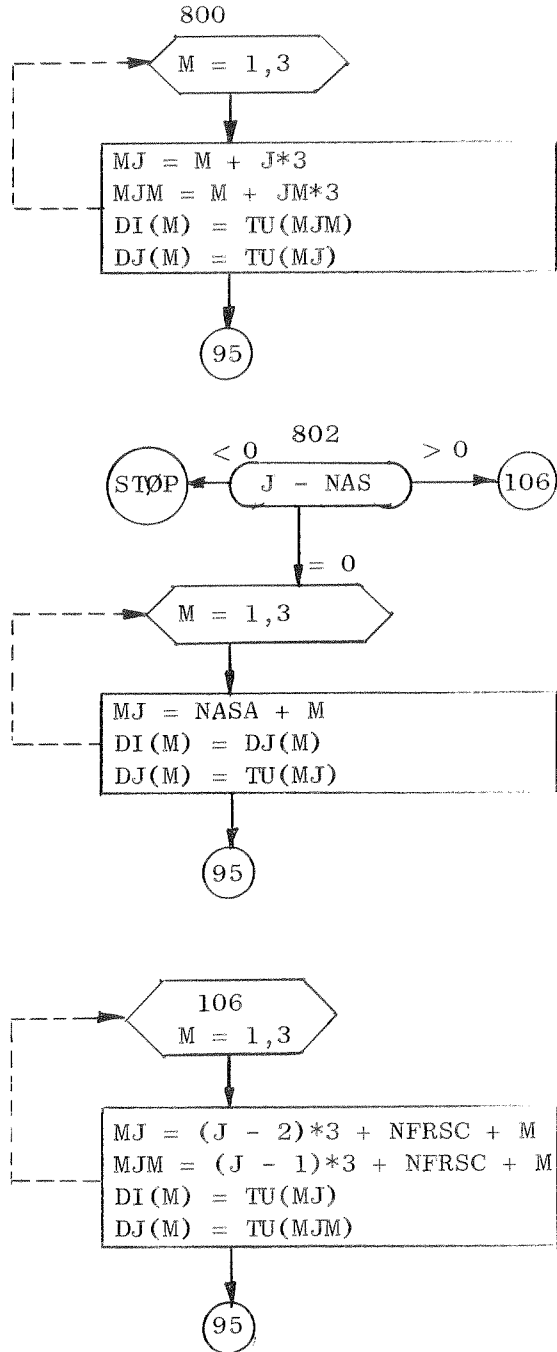 800
M = 1,3
MJ = M + J*3
MJM = M + JM*3
DI(M) = TU(MJM)
DJ(M) = TU(MJ)
95
802
< 0
> 0
STØP
J - NAS
106
= 0
M = 1,3
MJ = NASA + M
DI(M) = DJ(M)
DJ(M) = TU(MJ)
95
106
M = 1,3
MJ = (J - 2)*3 + NFRSC + M
MJM = (J - 1)*3 + NFRSC + M
DI(M) = TU(MJ)
DJ(M) = TU(MJM)
95